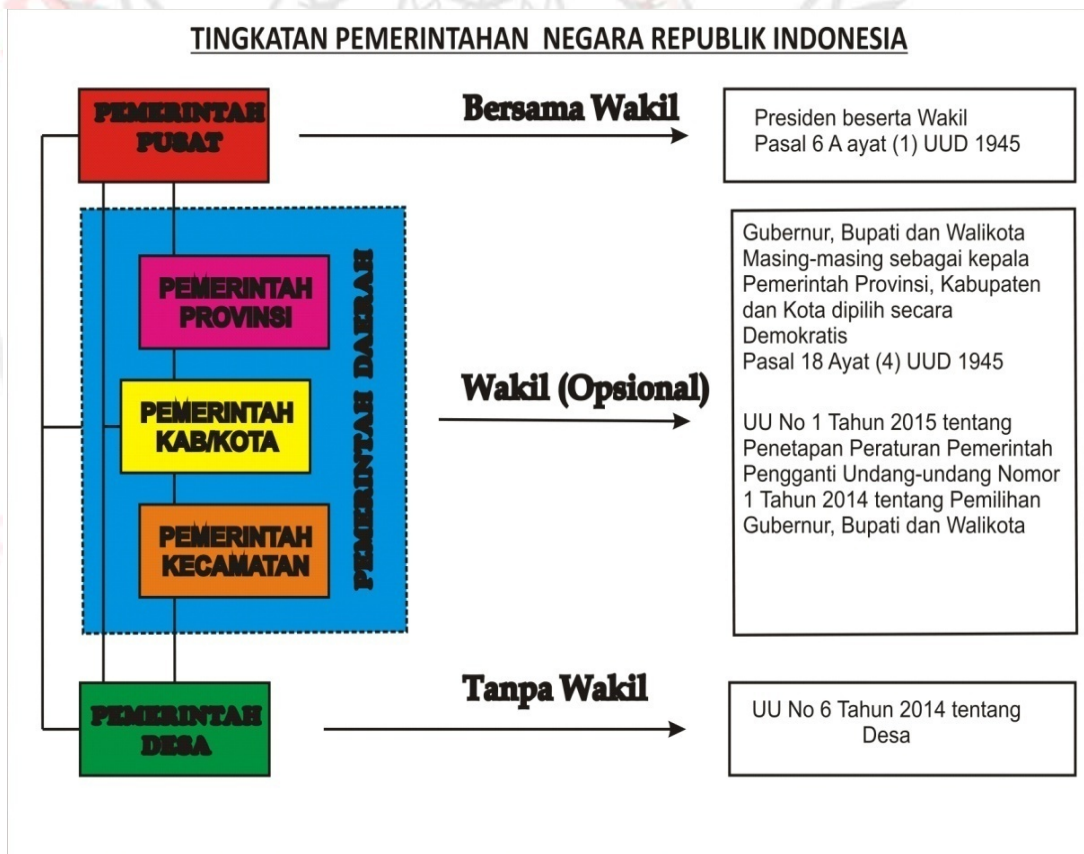 TINGKATAN PEMERINTAHAN NEGARA REPUBLIK INDONESIA
PEMERINTAH
PUSAT
Bersama Wakil
Presiden beserta Wakil
Pasal 6 A ayat (1) UUD 1945
PEMERINTAH
PROVINSI
PEMERINTAH
KAB/KOTA
PEMERINTAH
KECAMATAN
PEMERINTAH DAERAH
Wakil (Opsional)
Gubernur, Bupati dan Walikota
Masing-masing sebagai kepala
Pemerintah Provinsi, Kabupaten
dan Kota dipilih secara
Demokratis
Pasal 18 Ayat (4) UUD 1945
UU No 1 Tahun 2015 tentang
Penetapan Peraturan Pemerintah
Pengganti Undang-undang Nomor
1 Tahun 2014 tentang Pemilihan
Gubernur, Bupati dan Walikota
PEMERINTAH
DESA
Tanpa Wakil
UU No 6 Tahun 2014 tentang
Desa